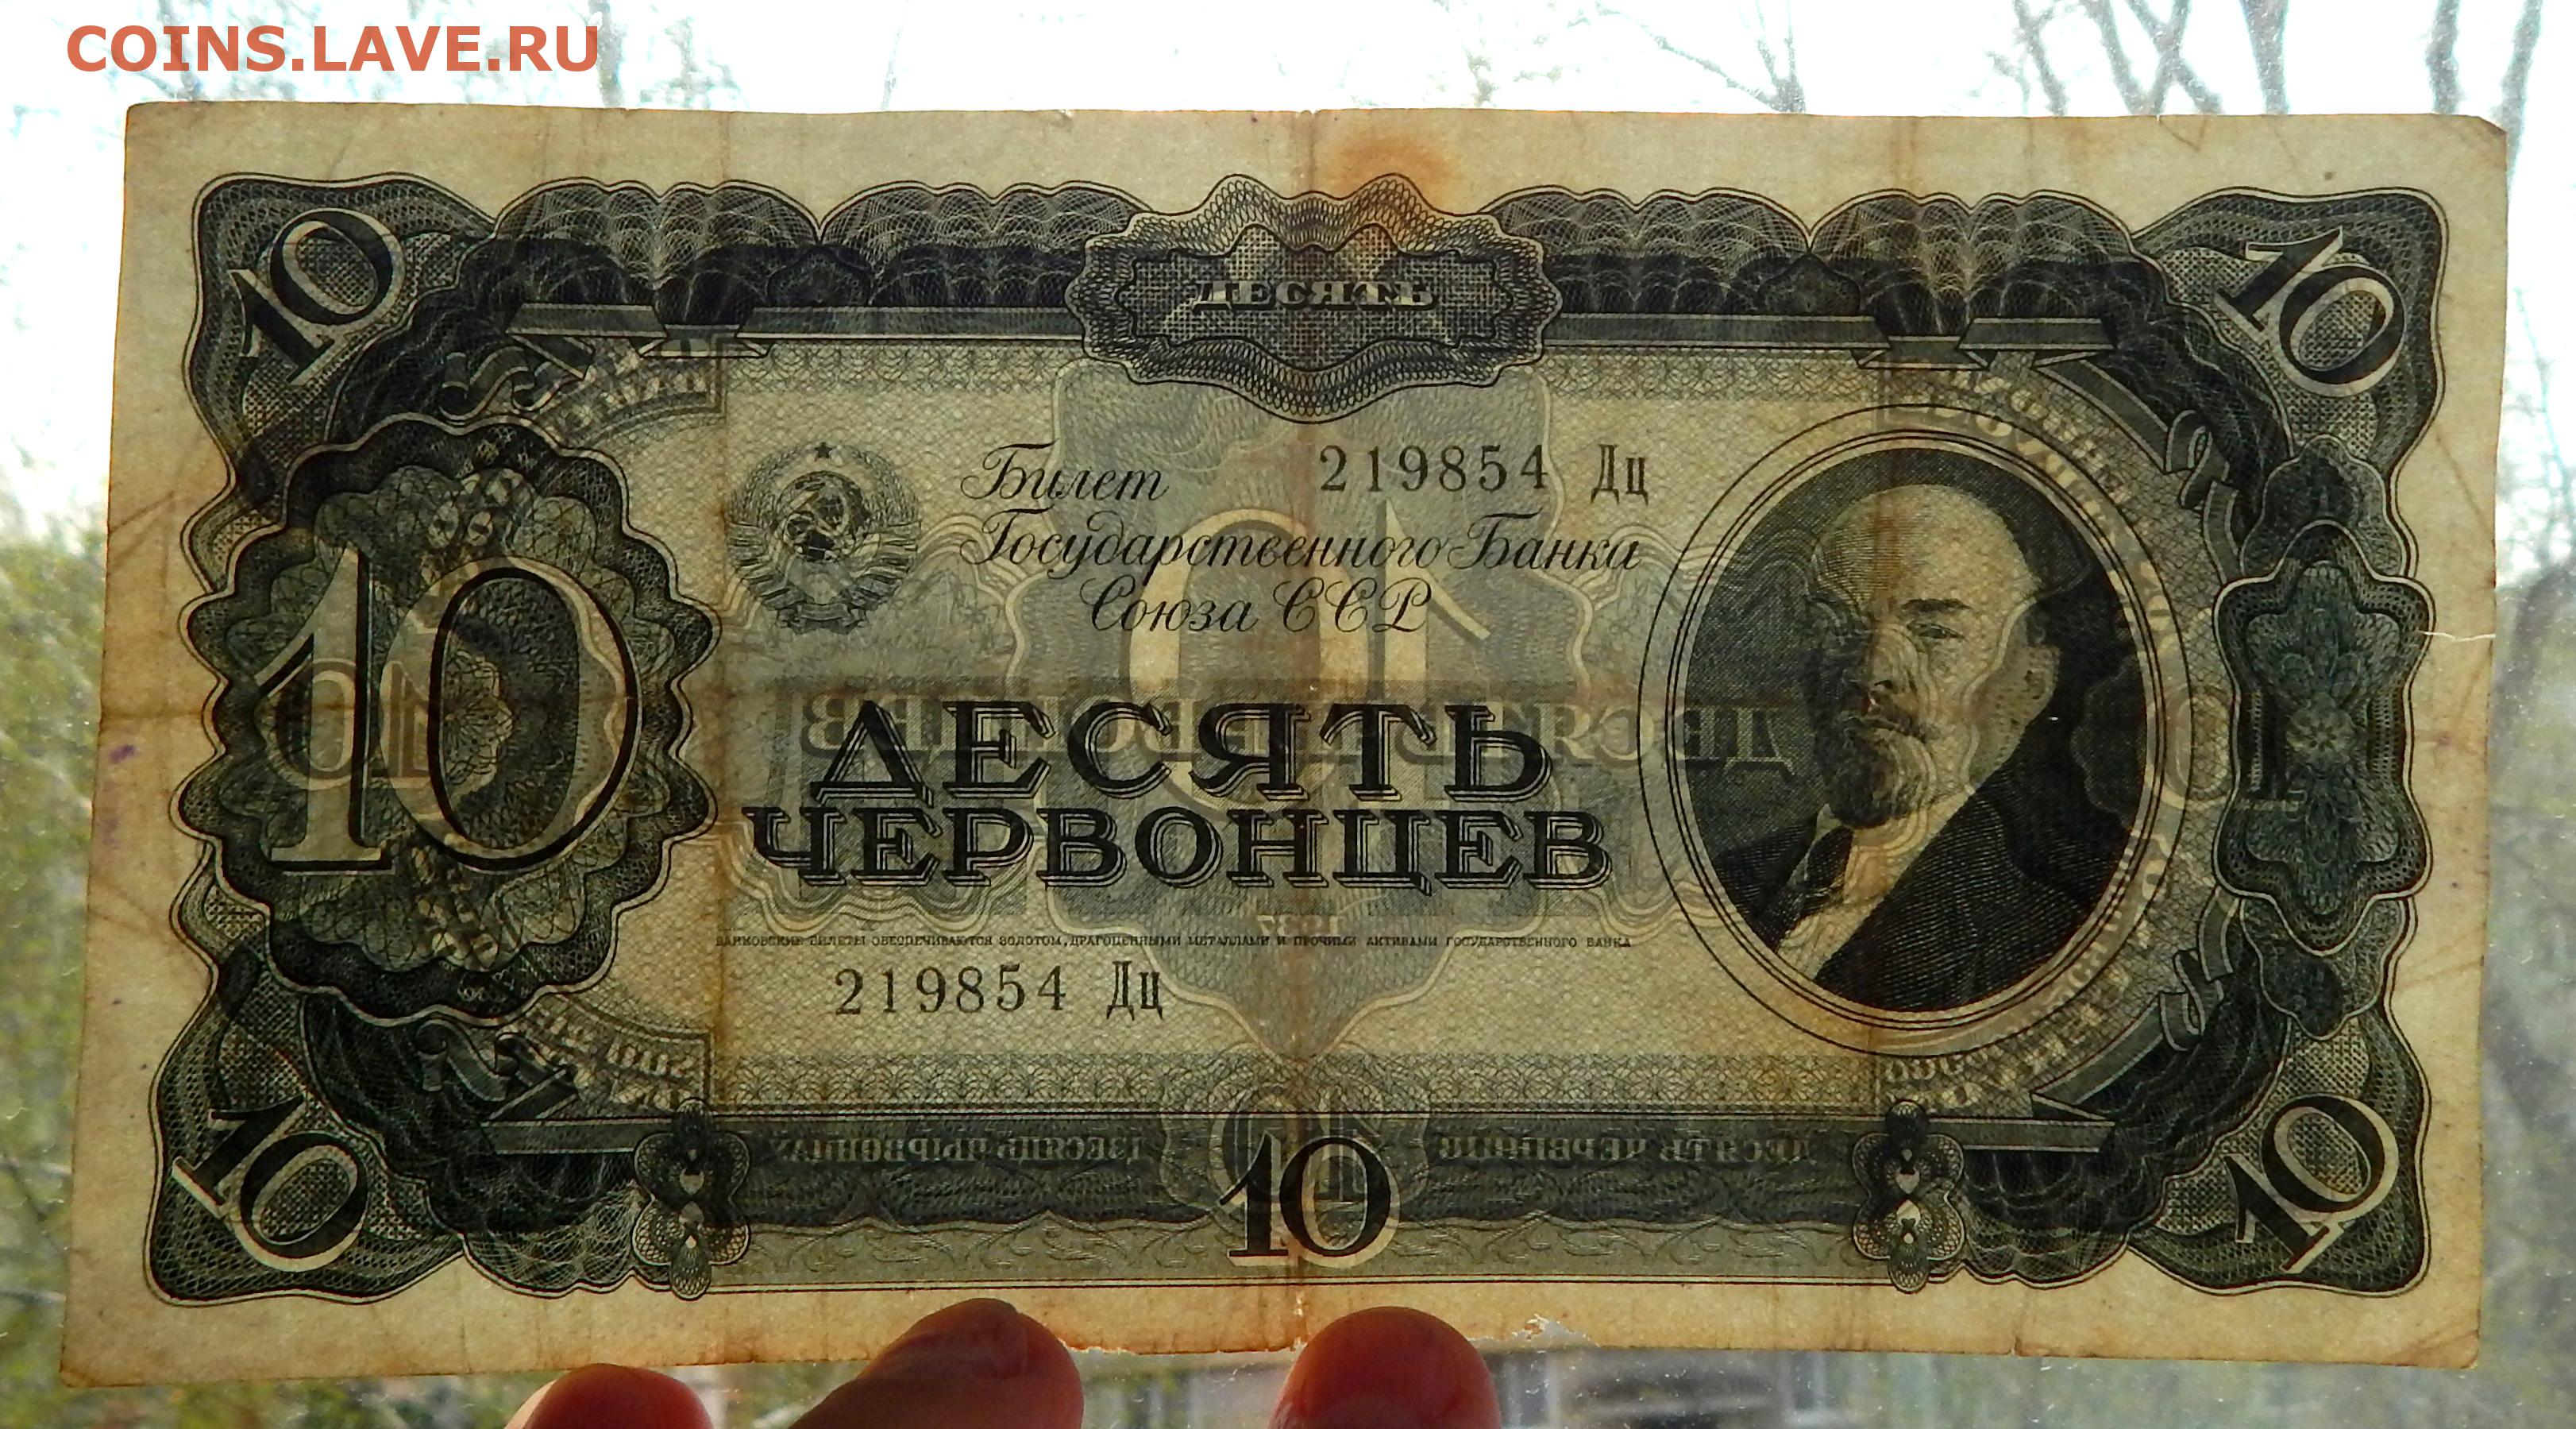 COINS.LAVE.RU
10
10
ДЕСЯТЬ
Билет
219854 Дц
Государственного Банка
Союза ССР
10
ДЕСЯТЬ
ЧЕРВОНЦЕВ
БАНКОВСКИЕ БИЛЕТЫ ОБЕСПЕЧИВАЮТСЯ ЗОЛОТОМ, ДРАГОЦЕННЫМИ МЕТАЛЛАМИ И ПРОЧИМИ АКТИВАМИ ГОСУДАРСТВЕННОГО БАНКА
219854 Дц
10
10
10